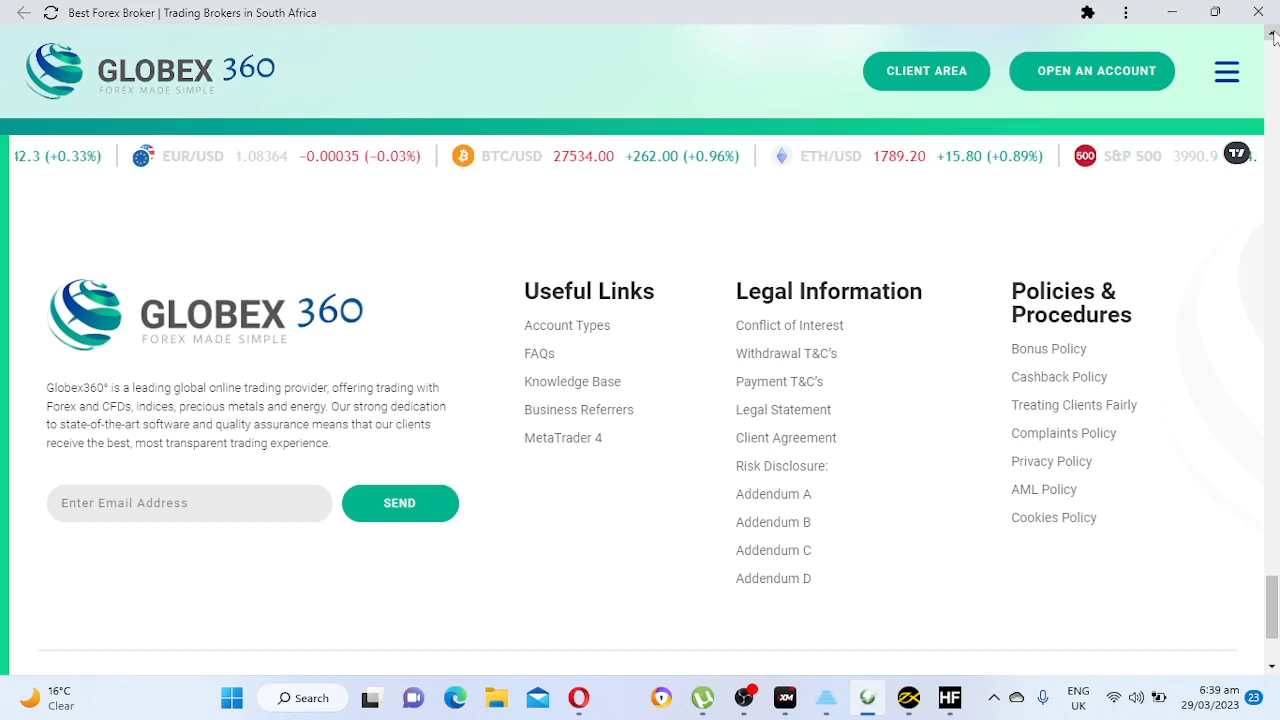 Best Forex Broker | Trading Brokers in South Africa
GLOBEX 360
FOREX MADE SIMPLE
CLIENT AREA
OPEN AN ACCOUNT
(+0.33%)
EUR/USD 1.08364 −0.00035 (−0.03%)
BTC/USD 27534.00 +262.00 (+0.96%)
ETH/USD 1789.20 +15.80 (+0.89%)
500 S&P 500 3990.9
GLOBEX 360
FOREX MADE SIMPLE
Globex360° is a leading global online trading provider, offering trading with
Forex and CFDs, indices, precious metals and energy. Our strong dedication
to state-of-the-art software and quality assurance means that our clients
receive the best, most transparent trading experience.
Enter Email Address
SEND
Useful Links
Account Types
FAQs
Knowledge Base
Business Referrers
MetaTrader 4
Legal Information
Conflict of Interest
Withdrawal T&C's
Payment T&C's
Legal Statement
Client Agreement
Risk Disclosure:
Addendum A
Addendum B
Addendum C
Addendum D
Policies &
Procedures
Bonus Policy
Cashback Policy
Treating Clients Fairly
Complaints Policy
Privacy Policy
AML Policy
Cookies Policy
16°C
Clear
Search
XM
HF
ENG
UK
6:39 am
29/03/2023
23